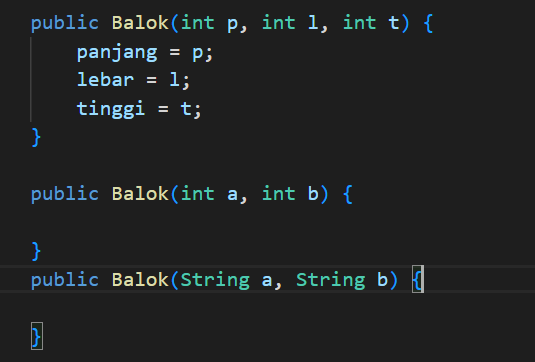 public Balok(int p, int l, int t) {
    panjang = p;
    lebar = l;
    tinggi = t;
}

public Balok(int a, int b) {

}
public Balok(String a, String b) {

}